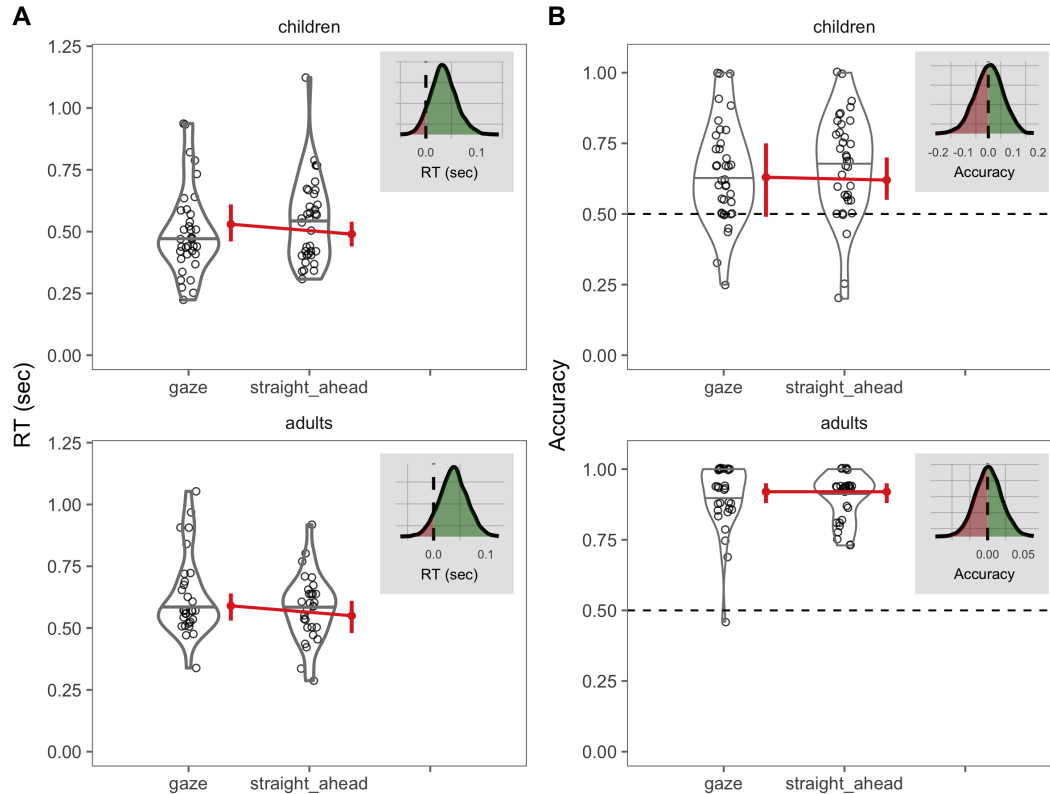 A
children
RT (sec)
1.25
1.00
0.75
0.50
0.25
0.00
gaze straight_ahead
0.0 0.1
RT (sec)
adults
1.25
1.00
0.75
0.50
0.25
0.00
gaze straight_ahead
0.0 0.1
RT (sec)
B
children
Accuracy
1.00
0.75
0.50
0.25
0.00
gaze straight_ahead
-0.2 -0.1 0.0 0.1 0.2
Accuracy
adults
1.00
0.75
0.50
0.25
0.00
gaze straight_ahead
0.00 0.05
Accuracy